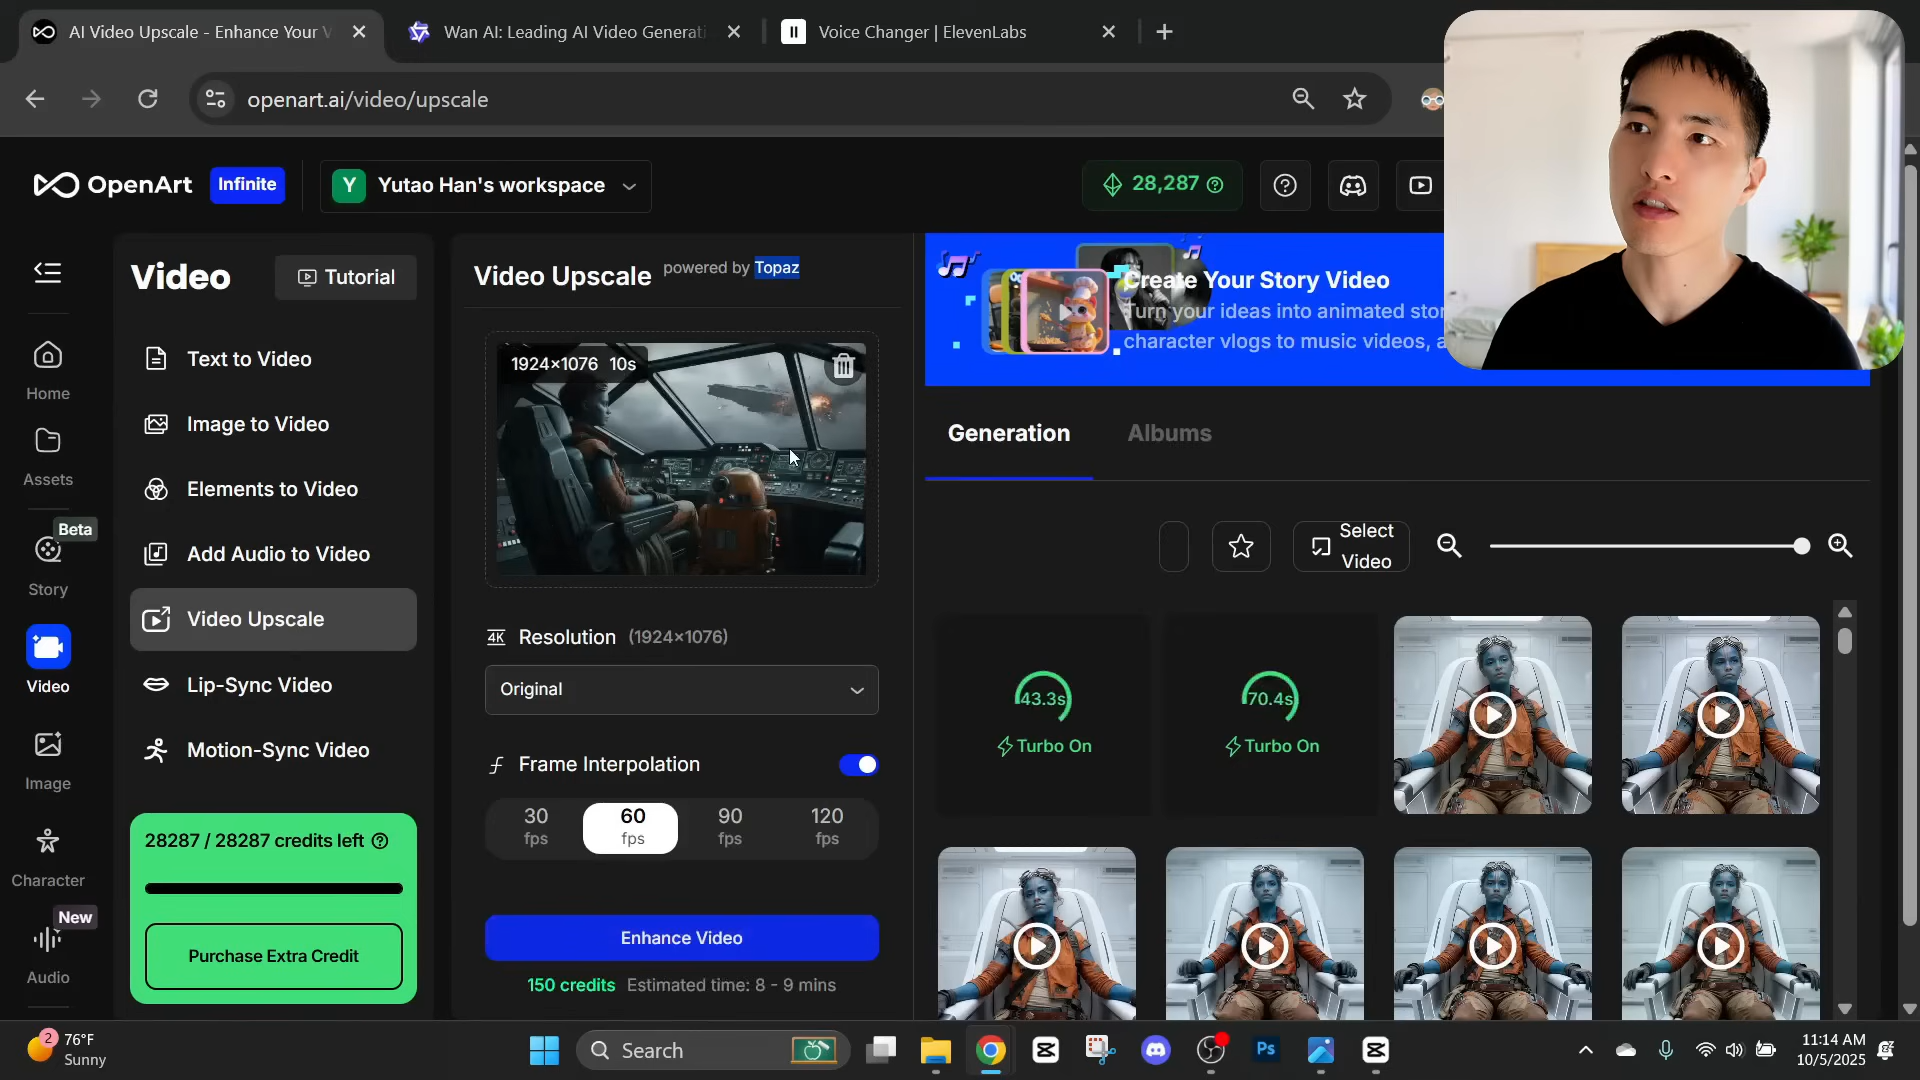 AI Video Upscale - Enhance Your V
Wan AI: Leading AI Video Generati
Voice Changer | ElevenLabs
openart.ai/video/upscale
OpenArt
Infinite
Y
Yutao Han's workspace
28,287
Home
Assets
Beta
Story
Video
Image
Character
New
Audio
Video
Tutorial
Text to Video
Image to Video
Elements to Video
Add Audio to Video
Video Upscale
Lip-Sync Video
Motion-Sync Video
28287 / 28287 credits left
Purchase Extra Credit
Video Upscale powered by Topaz
1924×1076 10s
4K Resolution (1924×1076)
Original
Frame Interpolation
30 60 90 120
fps fps fps fps
Enhance Video
150 credits Estimated time: 8 - 9 mins
Create Your Story Video
Turn your ideas into animated stor
character vlogs to music videos, a
Generation
Albums
Select
Video
43.3s
Turbo On
70.4s
Turbo On
2
76°F
Sunny
Search
Ps
11:14 AM
10/5/2025